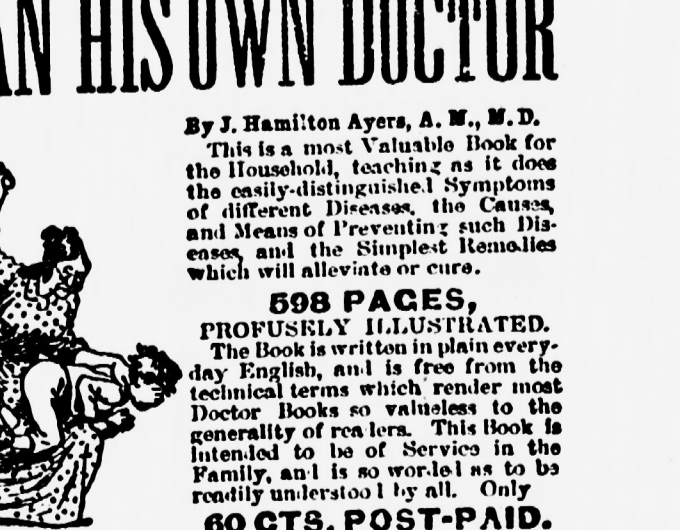 AN HIS OWN DOCTOR
By J. Hamilton Ayers, A. M., M. D.
This is a most Valuable Book for
the Household, teaching as it does
the easily-distinguished Symptoms
of different Diseases, the Causes,
and Means of Preventing such Dis-
eases, and the Simplest Remedies
which will alleviate or cure.
598 PAGES,
PROFUSELY ILLUSTRATED.
The Book is written in plain every-
day English, and is free from the
technical terms which render most
Doctor Books so valueless to the
generality of readers. This Book is
intended to be of Service in the
Family, and is so worded as to be
readily understood by all. Only
60 CTS. POST-PAID.